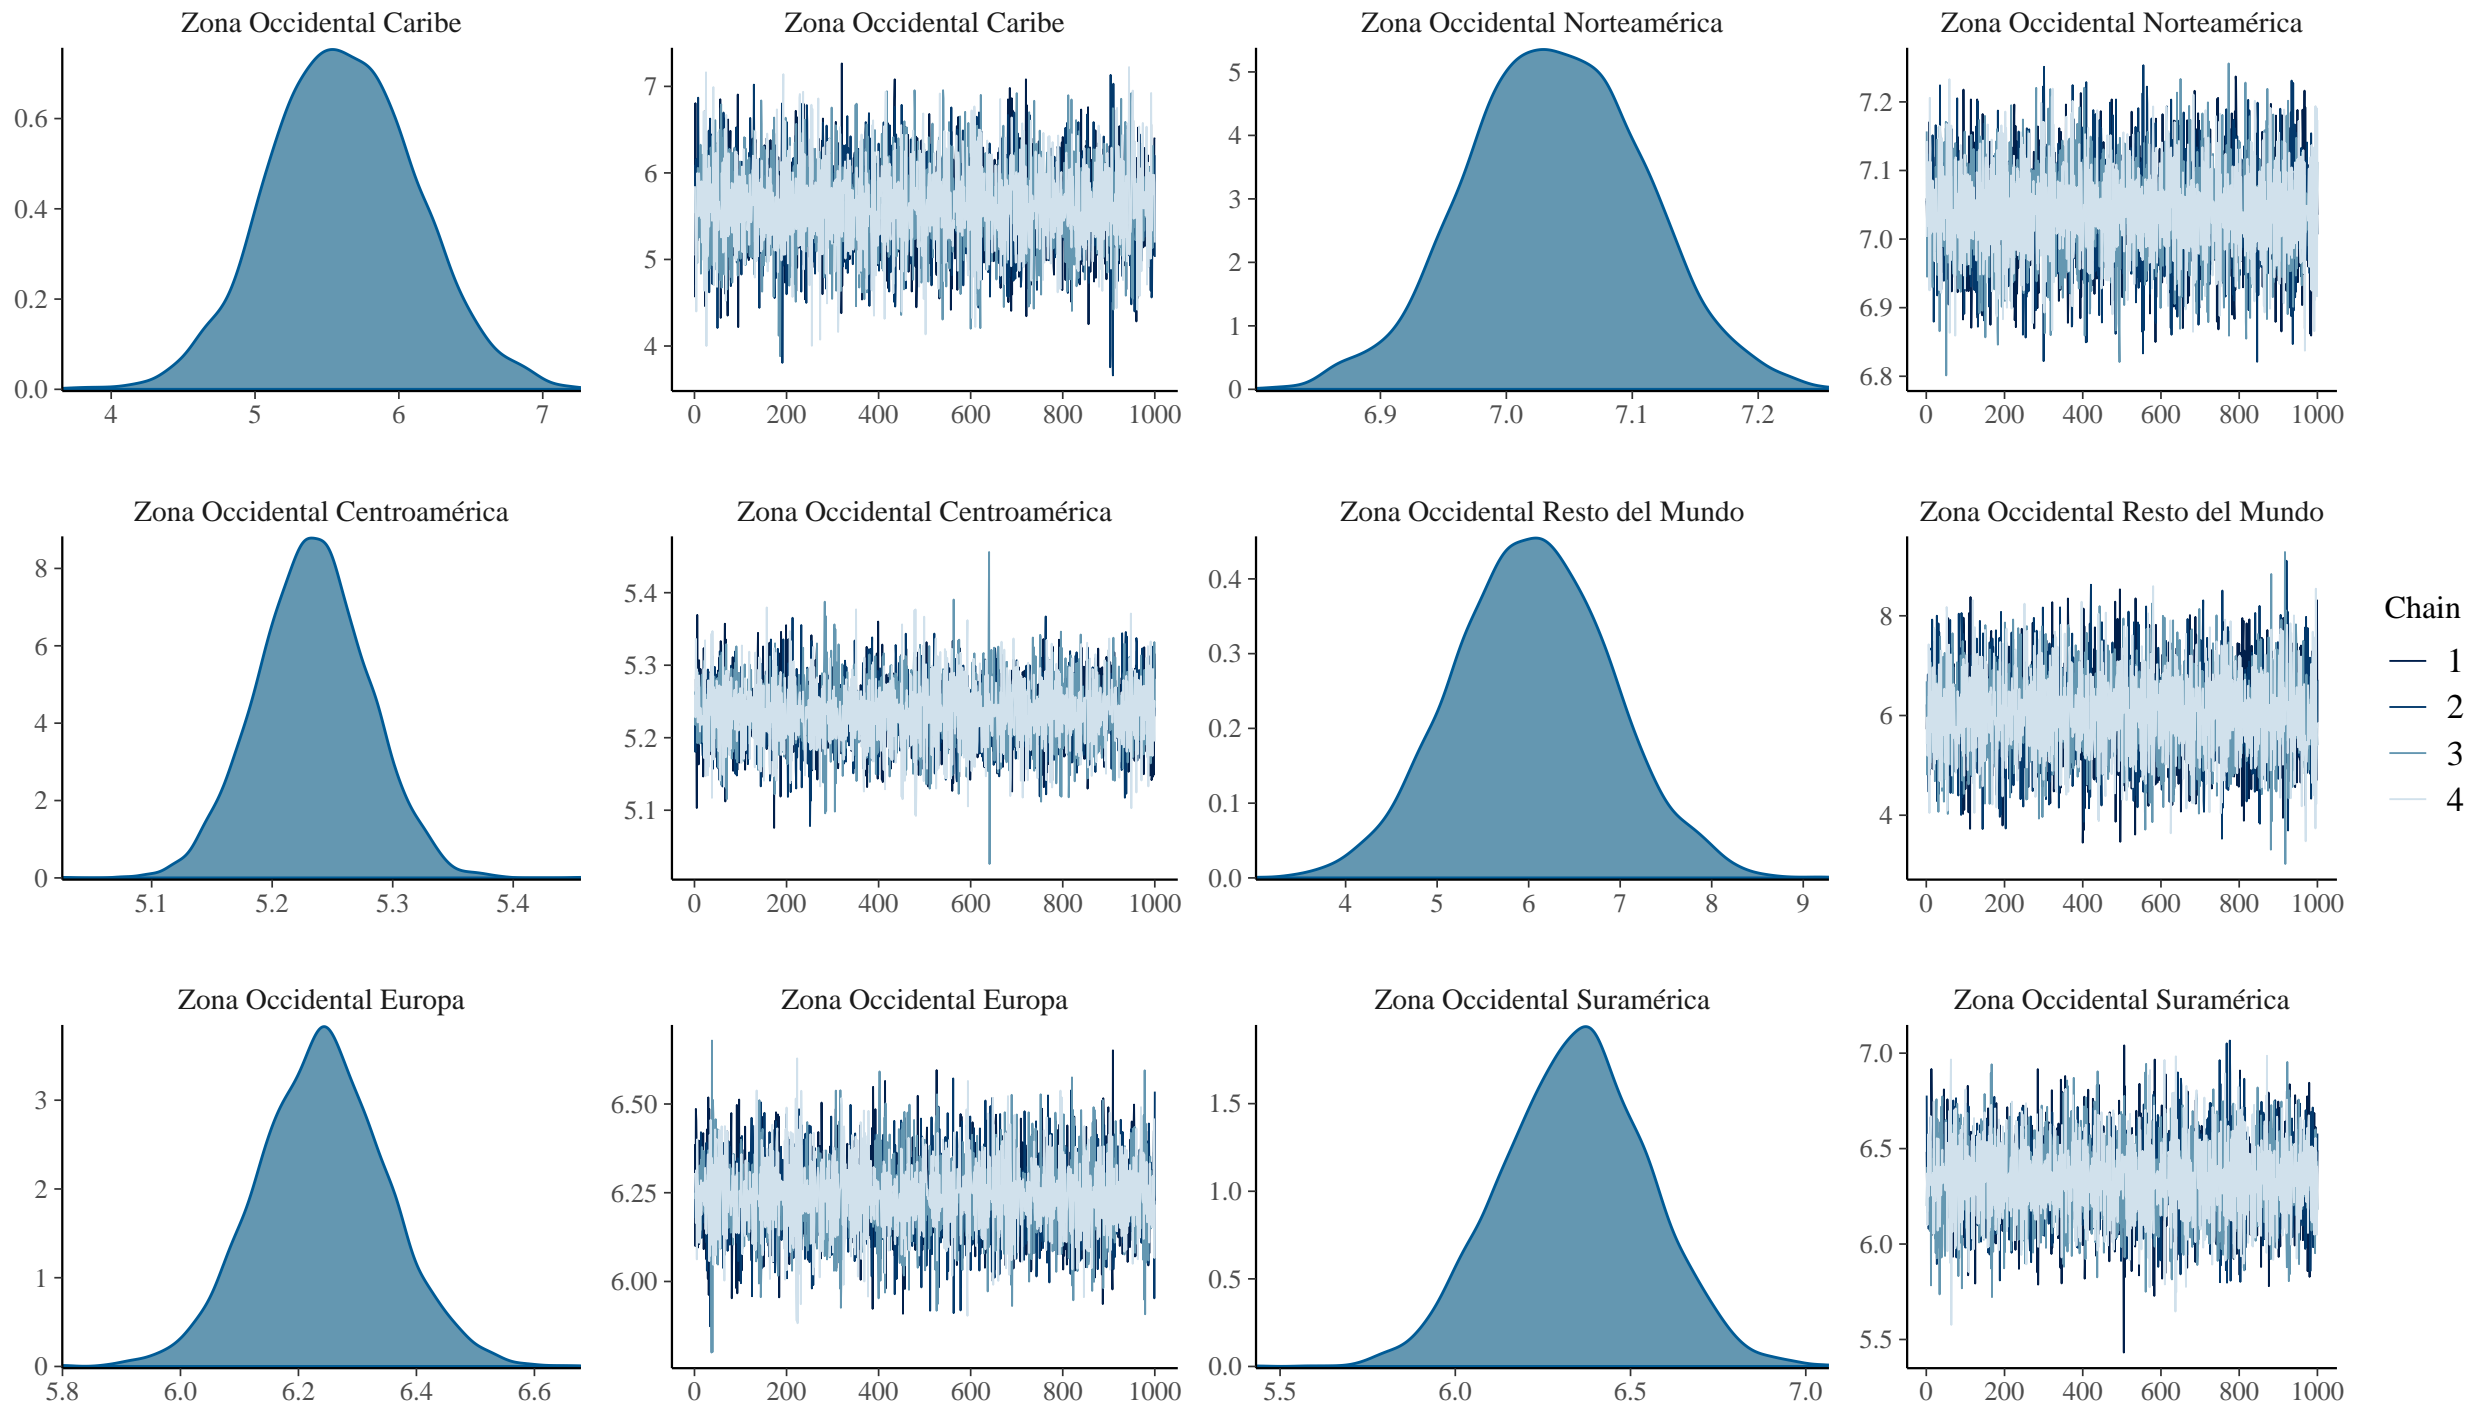 Zona Occidental Caribe
Zona Occidental Caribe
Zona Occidental Norteamérica
Zona Occidental Norteamérica
0.6
0.4
0.2
0.0
4 5 6 7
7
6
5
4
0 200 400 600 800 1000
5
4
3
2
1
0
6.9 7.0 7.1 7.2
7.2
7.1
7.0
6.9
6.8
0 200 400 600 800 1000
Zona Occidental Centroamérica
Zona Occidental Centroamérica
Zona Occidental Resto del Mundo
Zona Occidental Resto del Mundo
8
6
4
2
0
5.1 5.2 5.3 5.4
5.4
5.3
5.2
5.1
0 200 400 600 800 1000
0.4
0.3
0.2
0.1
0.0
4 5 6 7 8 9
8
6
4
0 200 400 600 800 1000
Chain
1
2
3
4
Zona Occidental Europa
Zona Occidental Europa
Zona Occidental Suramérica
Zona Occidental Suramérica
3
2
1
0
5.8 6.0 6.2 6.4 6.6
6.50
6.25
6.00
0 200 400 600 800 1000
1.5
1.0
0.5
0.0
5.5 6.0 6.5 7.0
7.0
6.5
6.0
5.5
0 200 400 600 800 1000